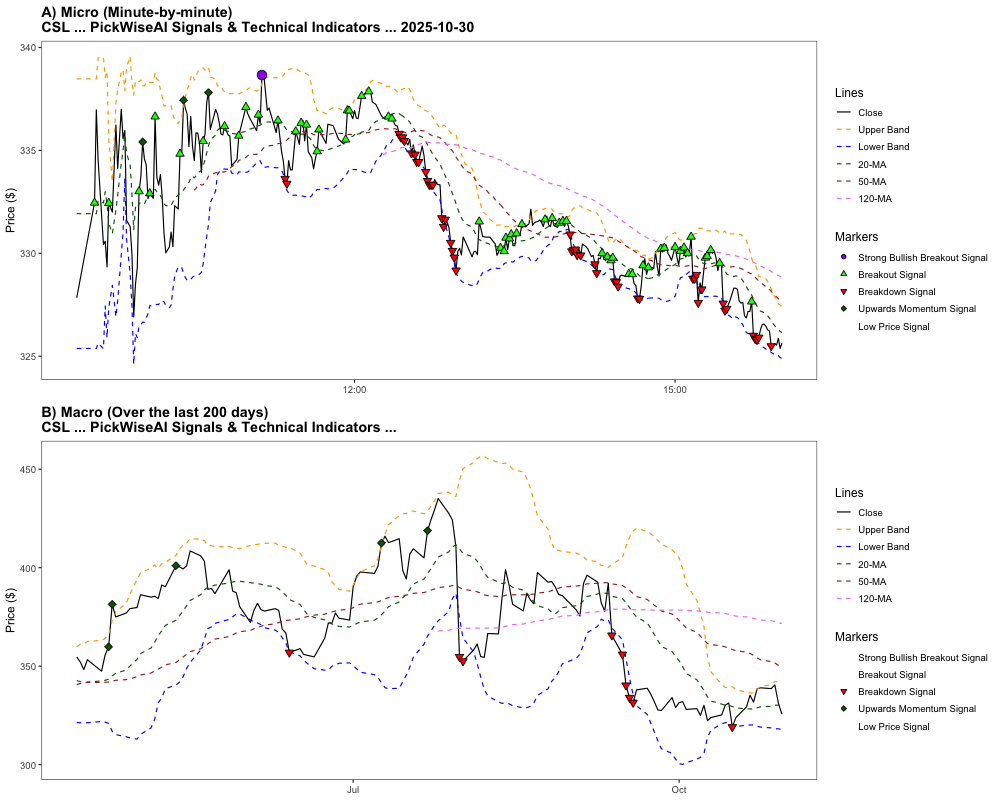 A) Micro (Minute-by-minute)
CSL ... PickWiseAI Signals & Technical Indicators ... 2025-10-30
340
335
330
325
Price ($)
12:00
15:00
Lines
Close
Upper Band
Lower Band
20-MA
50-MA
120-MA
Markers
Strong Bullish Breakout Signal
Breakout Signal
Breakdown Signal
Upwards Momentum Signal
Low Price Signal
B) Macro (Over the last 200 days)
CSL ... PickWiseAI Signals & Technical Indicators ...
450
400
350
300
Price ($)
Jul
Oct
Lines
Close
Upper Band
Lower Band
20-MA
50-MA
120-MA
Markers
Strong Bullish Breakout Signal
Breakout Signal
Breakdown Signal
Upwards Momentum Signal
Low Price Signal